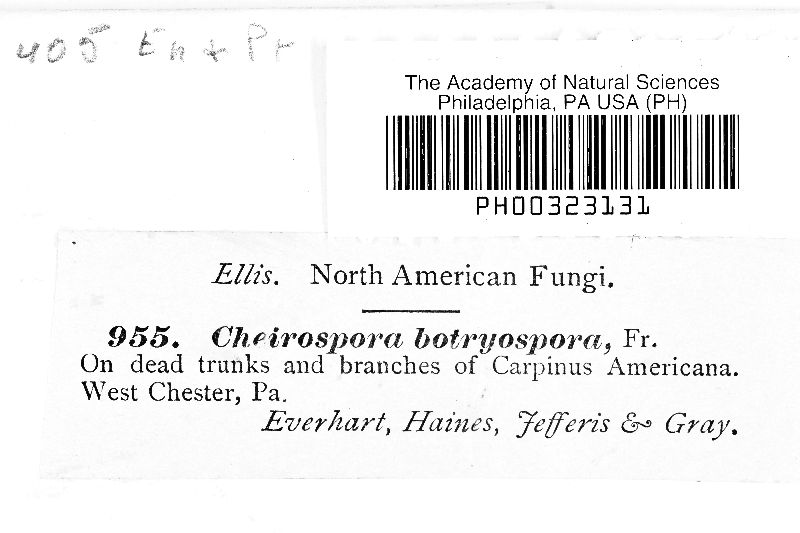 405 En + Pr
The Academy of Natural Sciences
Philadelphia, PA USA (PH)
PH00323131
Ellis. North American Fungi.
955. Cheirospora botryospora, Fr.
On dead trunks and branches of Carpinus Americana.
West Chester, Pa.
Everhart, Haines, Jefferis & Gray.